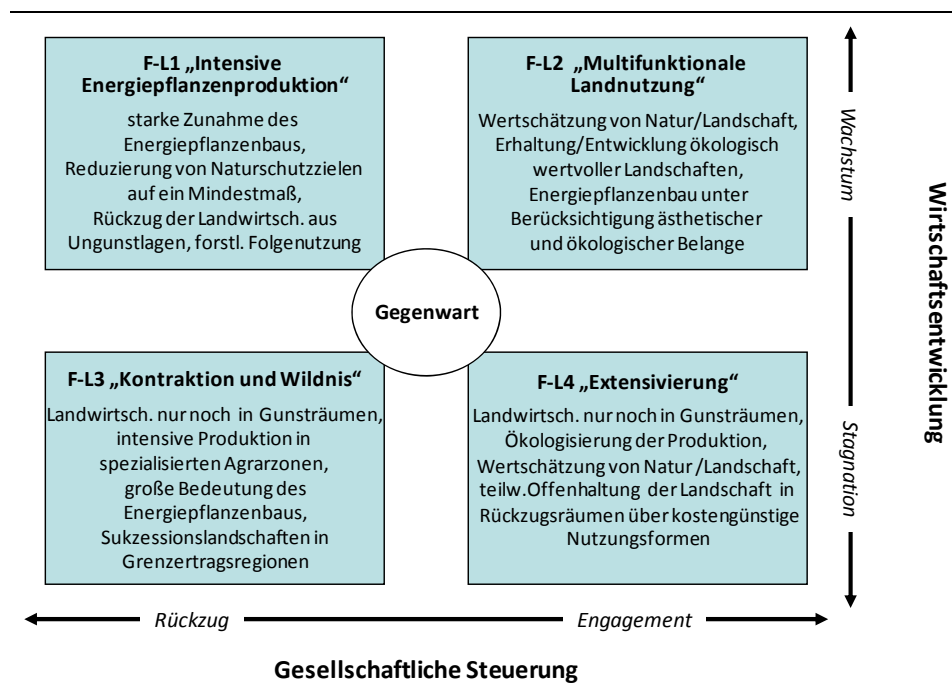 F-L1 „Intensive
Energiepflanzenproduktion“
starke Zunahme des
Energiepflanzenbaus,
Reduzierung von Naturschutzzielen
auf ein Mindestmaß,
Rückzug der Landwirtsch. aus
Ungunstlagen, forstl. Folgenutzung
F-L2 „Multifunktionale
Landnutzung“
Wertschätzung von Natur/Landschaft,
Erhaltung/Entwicklung ökologisch
wertvoller Landschaften,
Energiepflanzenbau unter
Berücksichtigung ästhetischer
und ökologischer Belange
Gegenwart
F-L3 „Kontraktion und Wildnis“
Landwirtsch. nur noch in Gunsträumen,
intensive Produktion in
spezialisierten Agrarzonen,
große Bedeutung des
Energiepflanzenbaus,
Sukzessionslandschaften in
Grenzertragsregionen
F-L4 „Extensivierung“
Landwirtsch. nur noch in Gunsträumen,
Ökologisierung der Produktion,
Wertschätzung von Natur/Landschaft,
teilw.Offenhaltung der Landschaft in
Rückzugsräumen über kostengünstige
Nutzungsformen
Wachstum
Stagnation
Wirtschaftsentwicklung
Rückzug
Engagement
Gesellschaftliche Steuerung